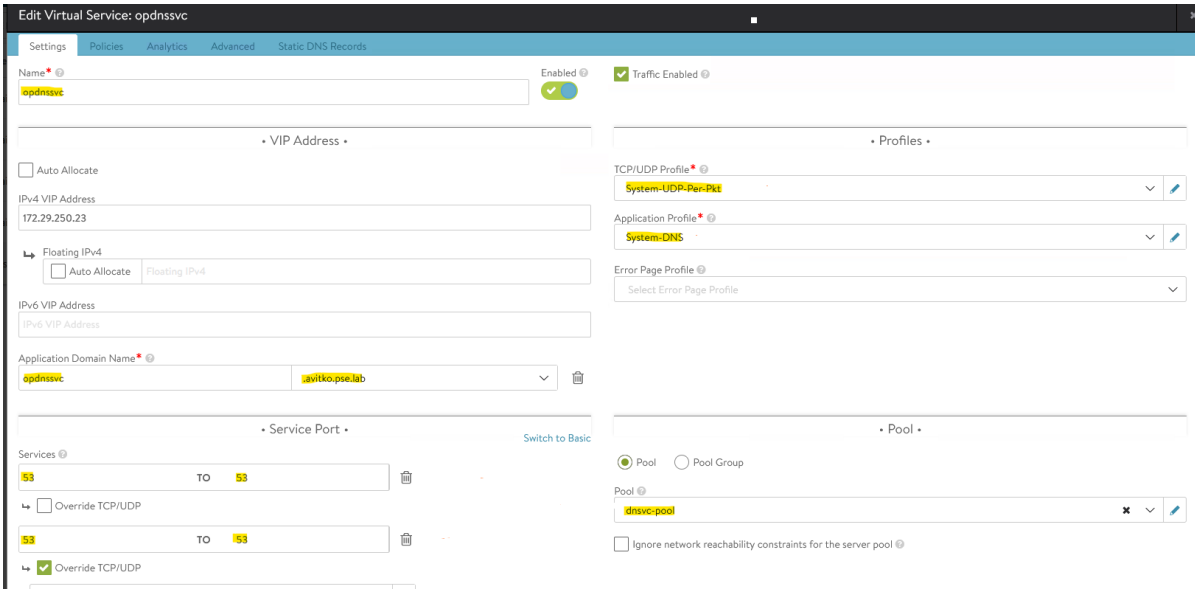 Edit Virtual Service: opdnssvc
Settings Policies Analytics Advanced Static DNS Records
Name*
opdnssvc
Enabled
Traffic Enabled
• VIP Address •
Auto Allocate
IPv4 VIP Address
172.29.250.23
Floating IPv4
Auto Allocate Floating IPv4
IPv6 VIP Address
IPv6 VIP Address
Application Domain Name*
opdnssvc .avitko.pse.lab
• Profiles •
TCP/UDP Profile*
System-UDP-Per-Pkt
Application Profile*
System-DNS
Error Page Profile
Select Error Page Profile
• Service Port •
Switch to Basic
Services
53 TO 53
Override TCP/UDP
53 TO 53
Override TCP/UDP
• Pool •
Pool Pool Group
Pool
dnsvc-pool
Ignore network reachability constraints for the server pool